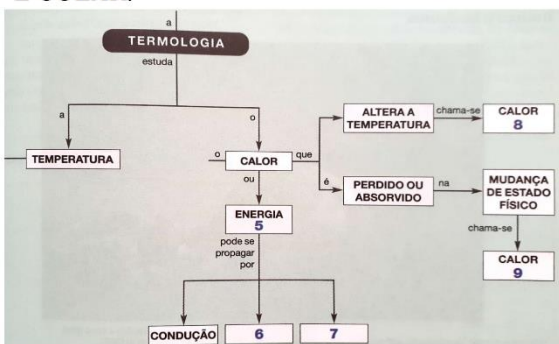 a
TERMOLOGIA
estuda
a
o
TEMPERATURA
o
CALOR
que
ALTERA A
TEMPERATURA
chama-se
CALOR
8
é
PERDIDO OU
ABSORVIDO
na
MUDANÇA
DE ESTADO
FÍSICO
chama-se
CALOR
9
ou
ENERGIA
5
pode se
propagar
por
CONDUÇÃO
6
7